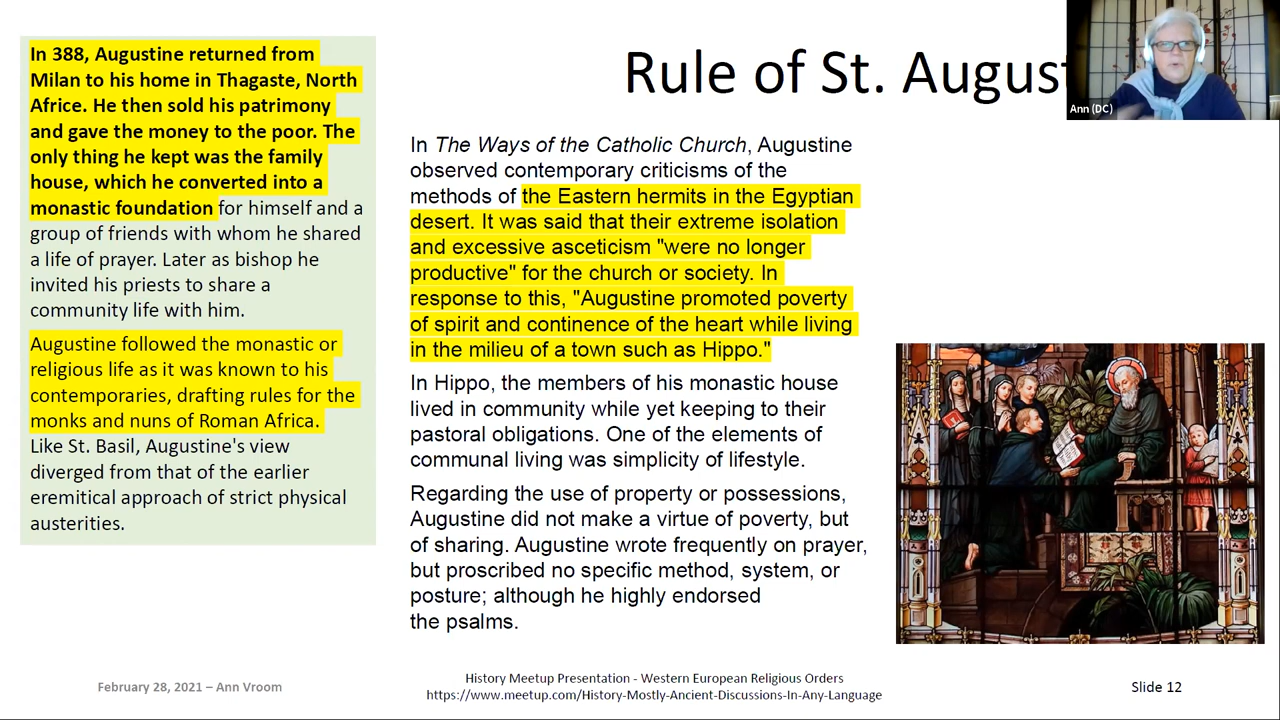 Rule of St. August
Ann (DC)
In 388, Augustine returned from
Milan to his home in Thagaste, North
Africe. He then sold his patrimony
and gave the money to the poor. The
only thing he kept was the family
house, which he converted into a
monastic foundation for himself and a
group of friends with whom he shared
a life of prayer. Later as bishop he
invited his priests to share a
community life with him.
Augustine followed the monastic or
religious life as it was known to his
contemporaries, drafting rules for the
monks and nuns of Roman Africa.
Like St. Basil, Augustine's view
diverged from that of the earlier
eremitical approach of strict physical
austerities.
In The Ways of the Catholic Church, Augustine
observed contemporary criticisms of the
methods of the Eastern hermits in the Egyptian
desert. It was said that their extreme isolation
and excessive asceticism "were no longer
productive" for the church or society. In
response to this, "Augustine promoted poverty
of spirit and continence of the heart while living
in the milieu of a town such as Hippo."
In Hippo, the members of his monastic house
lived in community while yet keeping to their
pastoral obligations. One of the elements of
communal living was simplicity of lifestyle.
Regarding the use of property or possessions,
Augustine did not make a virtue of poverty, but
of sharing. Augustine wrote frequently on prayer,
but proscribed no specific method, system, or
posture; although he highly endorsed
the psalms.
February 28, 2021 – Ann Vroom
History Meetup Presentation - Western European Religious Orders
https://www.meetup.com/History-Mostly-Ancient-Discussions-In-Any-Language
Slide 12